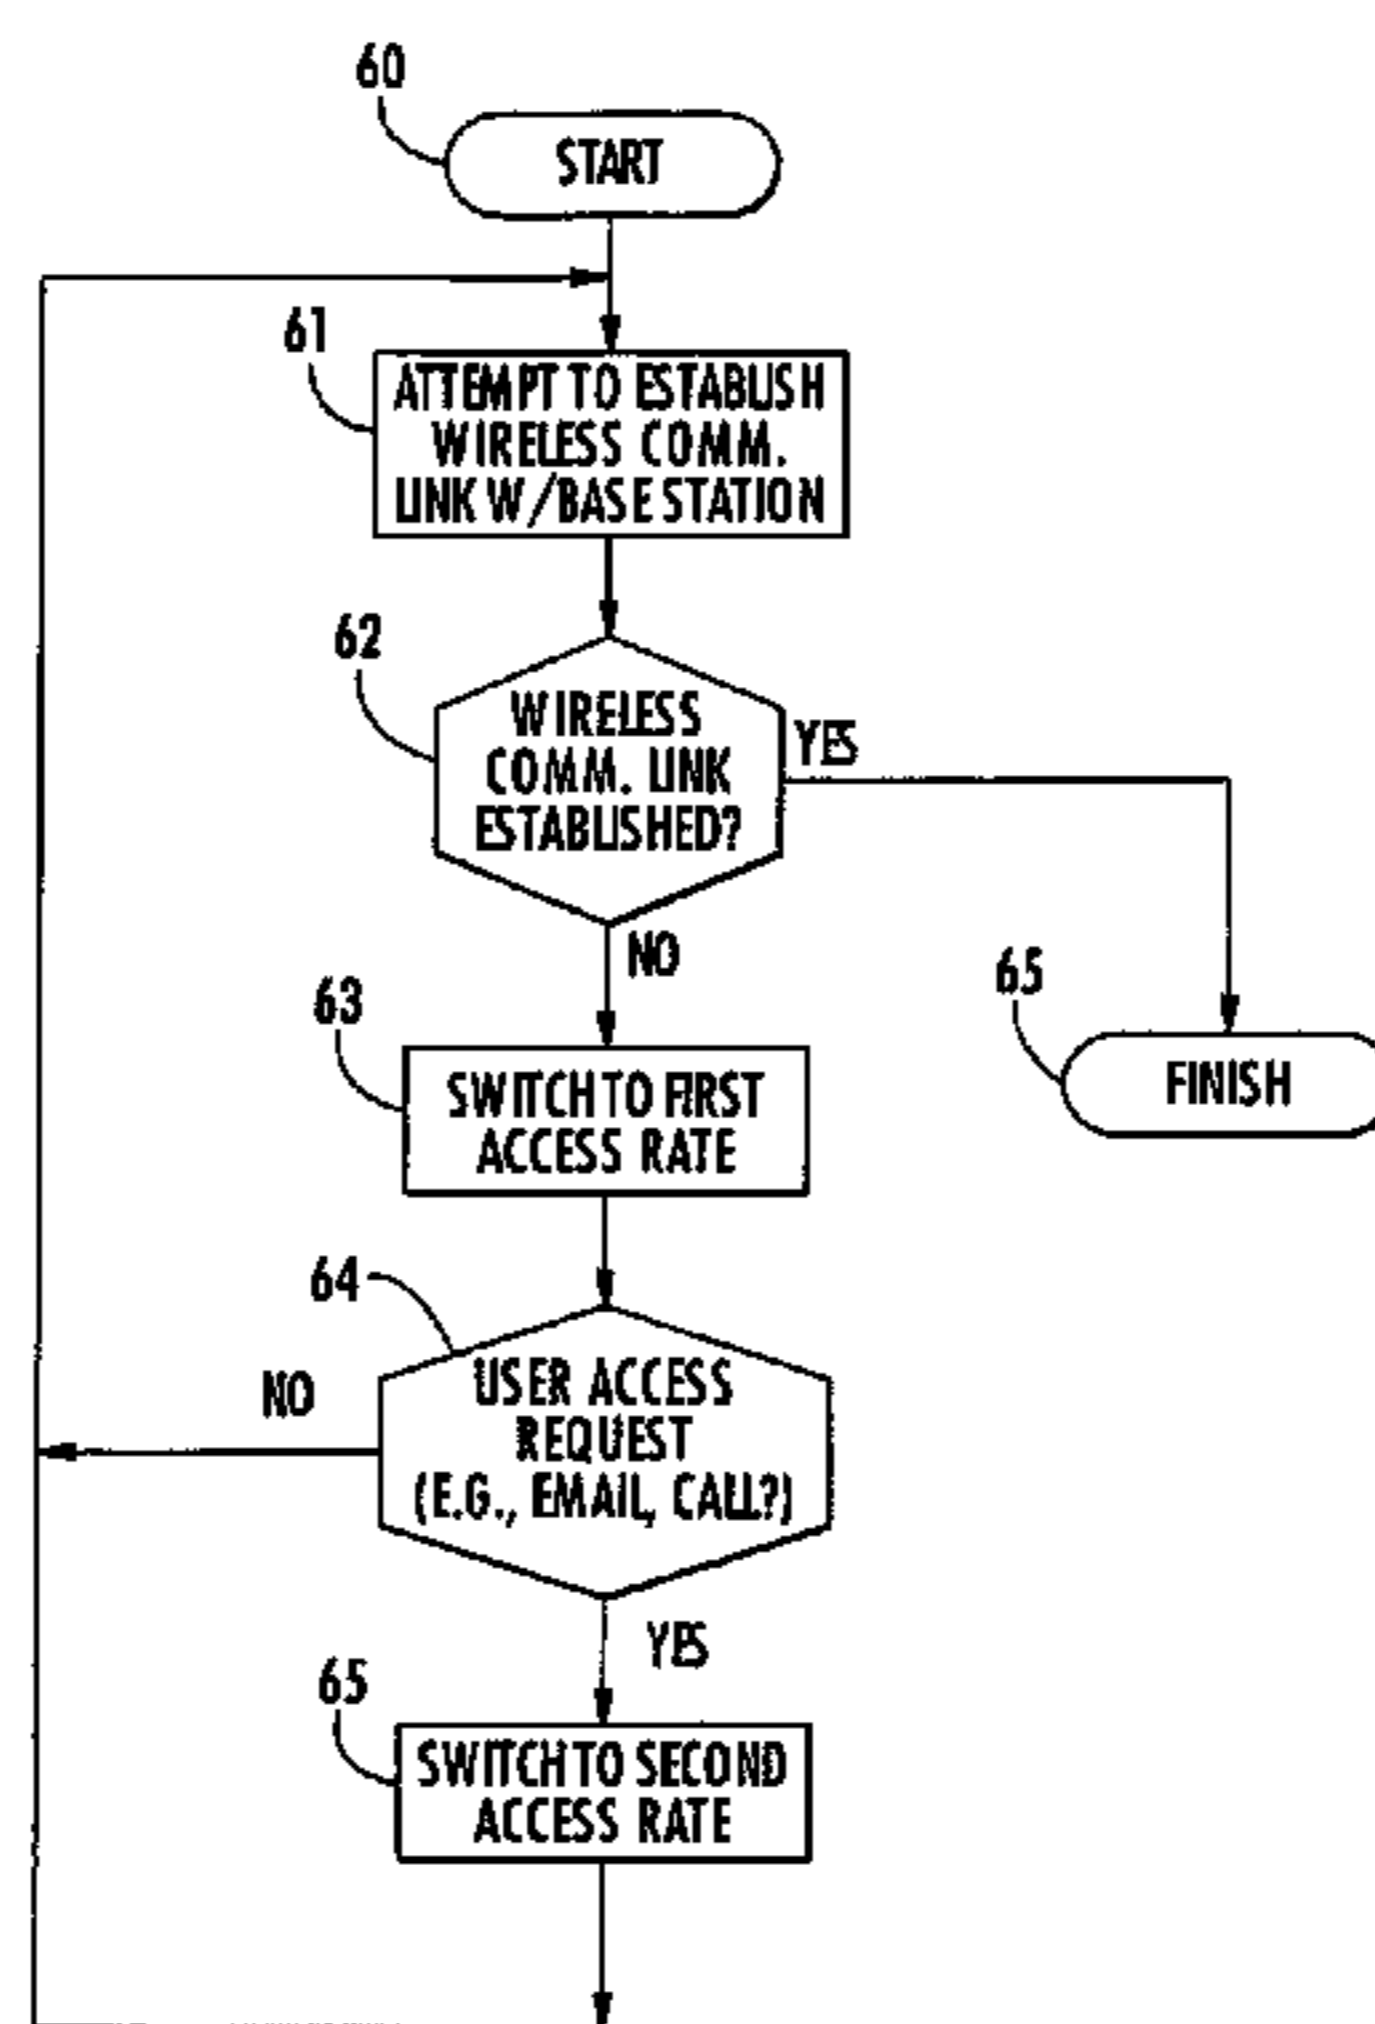 60
START
61
ATTEMPT TO ESTABLISH
WIRELESS COMM.
LINK W/BASE STATION
62
WIRELESS
COMM. LINK
ESTABLISHED?
YES
NO
63
SWITCH TO FIRST
ACCESS RATE
65
FINISH
64
USER ACCESS
REQUEST
(E.G., EMAIL, CALL?)
NO
YES
65
SWITCH TO SECOND
ACCESS RATE